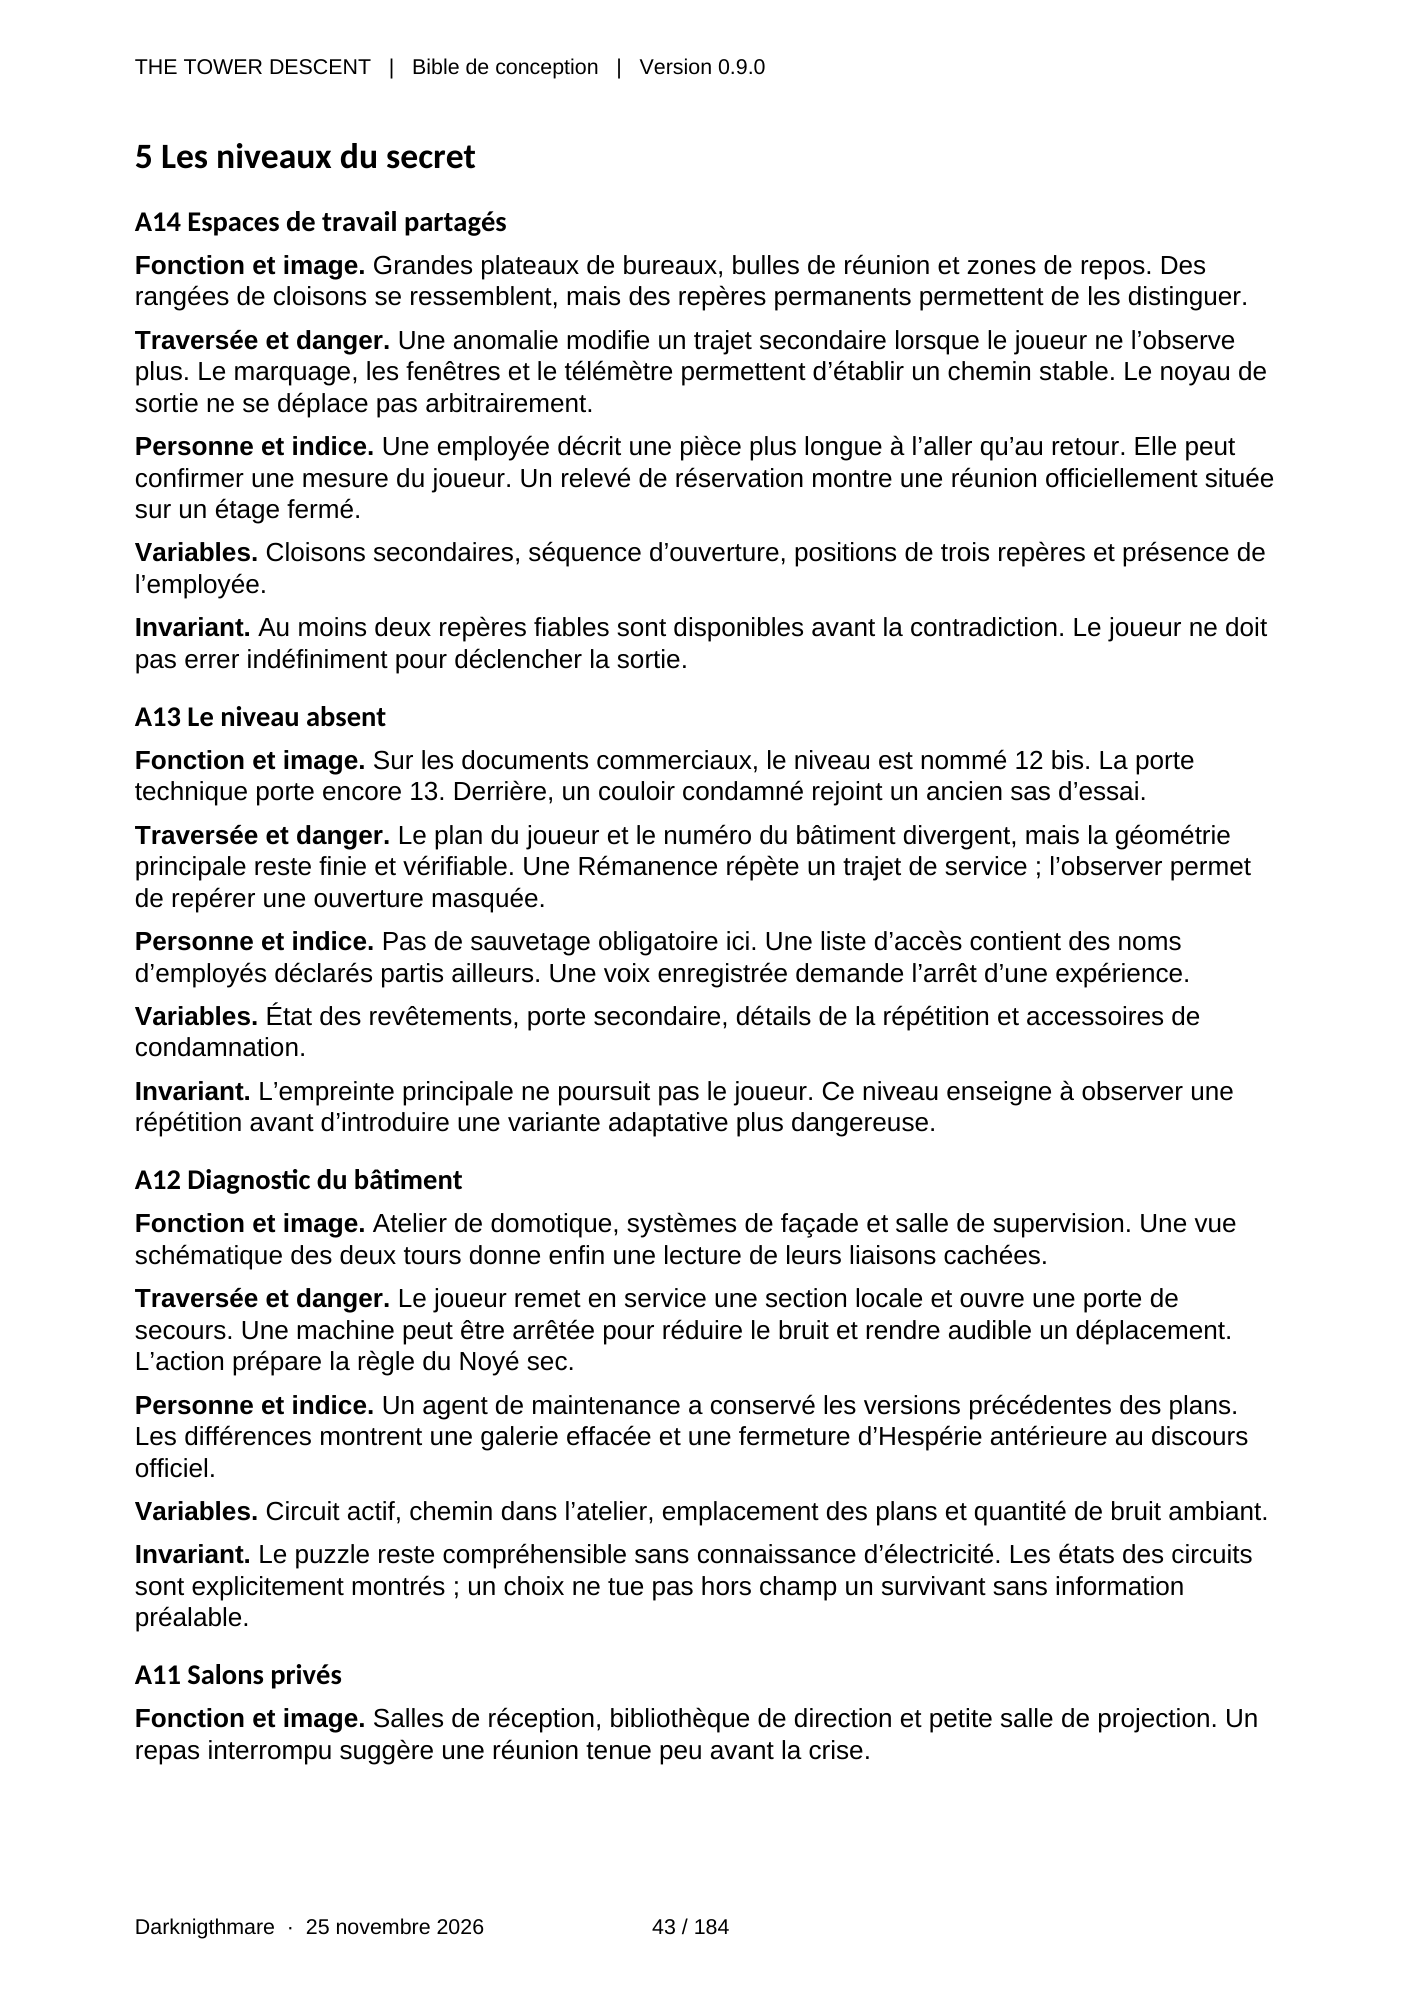 THE TOWER DESCENT | Bible de conception | Version 0.9.0
5 Les niveaux du secret
A14 Espaces de travail partagés
Fonction et image. Grandes plateaux de bureaux, bulles de réunion et zones de repos. Des
rangées de cloisons se ressemblent, mais des repères permanents permettent de les distinguer.
Traversée et danger. Une anomalie modifie un trajet secondaire lorsque le joueur ne l’observe
plus. Le marquage, les fenêtres et le télémètre permettent d’établir un chemin stable. Le noyau de
sortie ne se déplace pas arbitrairement.
Personne et indice. Une employée décrit une pièce plus longue à l’aller qu’au retour. Elle peut
confirmer une mesure du joueur. Un relevé de réservation montre une réunion officiellement située
sur un étage fermé.
Variables. Cloisons secondaires, séquence d’ouverture, positions de trois repères et présence de
l’employée.
Invariant. Au moins deux repères fiables sont disponibles avant la contradiction. Le joueur ne doit
pas errer indéfiniment pour déclencher la sortie.
A13 Le niveau absent
Fonction et image. Sur les documents commerciaux, le niveau est nommé 12 bis. La porte
technique porte encore 13. Derrière, un couloir condamné rejoint un ancien sas d’essai.
Traversée et danger. Le plan du joueur et le numéro du bâtiment divergent, mais la géométrie
principale reste finie et vérifiable. Une Rémanence répète un trajet de service ; l’observer permet
de repérer une ouverture masquée.
Personne et indice. Pas de sauvetage obligatoire ici. Une liste d’accès contient des noms
d’employés déclarés partis ailleurs. Une voix enregistrée demande l’arrêt d’une expérience.
Variables. État des revêtements, porte secondaire, détails de la répétition et accessoires de
condamnation.
Invariant. L’empreinte principale ne poursuit pas le joueur. Ce niveau enseigne à observer une
répétition avant d’introduire une variante adaptative plus dangereuse.
A12 Diagnostic du bâtiment
Fonction et image. Atelier de domotique, systèmes de façade et salle de supervision. Une vue
schématique des deux tours donne enfin une lecture de leurs liaisons cachées.
Traversée et danger. Le joueur remet en service une section locale et ouvre une porte de
secours. Une machine peut être arrêtée pour réduire le bruit et rendre audible un déplacement.
L’action prépare la règle du Noyé sec.
Personne et indice. Un agent de maintenance a conservé les versions précédentes des plans.
Les différences montrent une galerie effacée et une fermeture d’Hespérie antérieure au discours
officiel.
Variables. Circuit actif, chemin dans l’atelier, emplacement des plans et quantité de bruit ambiant.
Invariant. Le puzzle reste compréhensible sans connaissance d’électricité. Les états des circuits
sont explicitement montrés ; un choix ne tue pas hors champ un survivant sans information
préalable.
A11 Salons privés
Fonction et image. Salles de réception, bibliothèque de direction et petite salle de projection. Un
repas interrompu suggère une réunion tenue peu avant la crise.
Darknigthmare · 25 novembre 2026 43 / 184